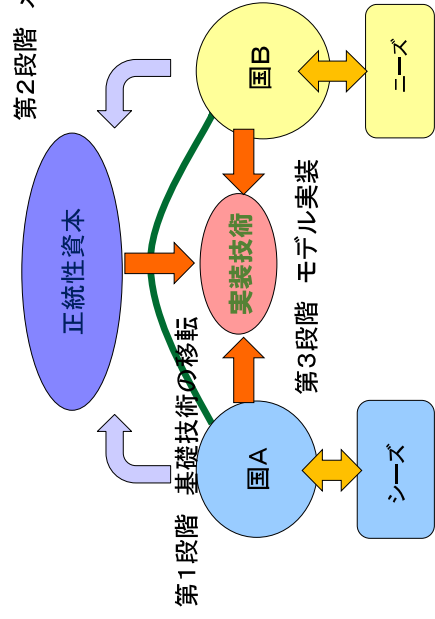 第2段階
正統性資本
国B
ニーズ
実装技術
第3段階 モデル実装
第1段階 基礎技術の移転
国A
シーズ